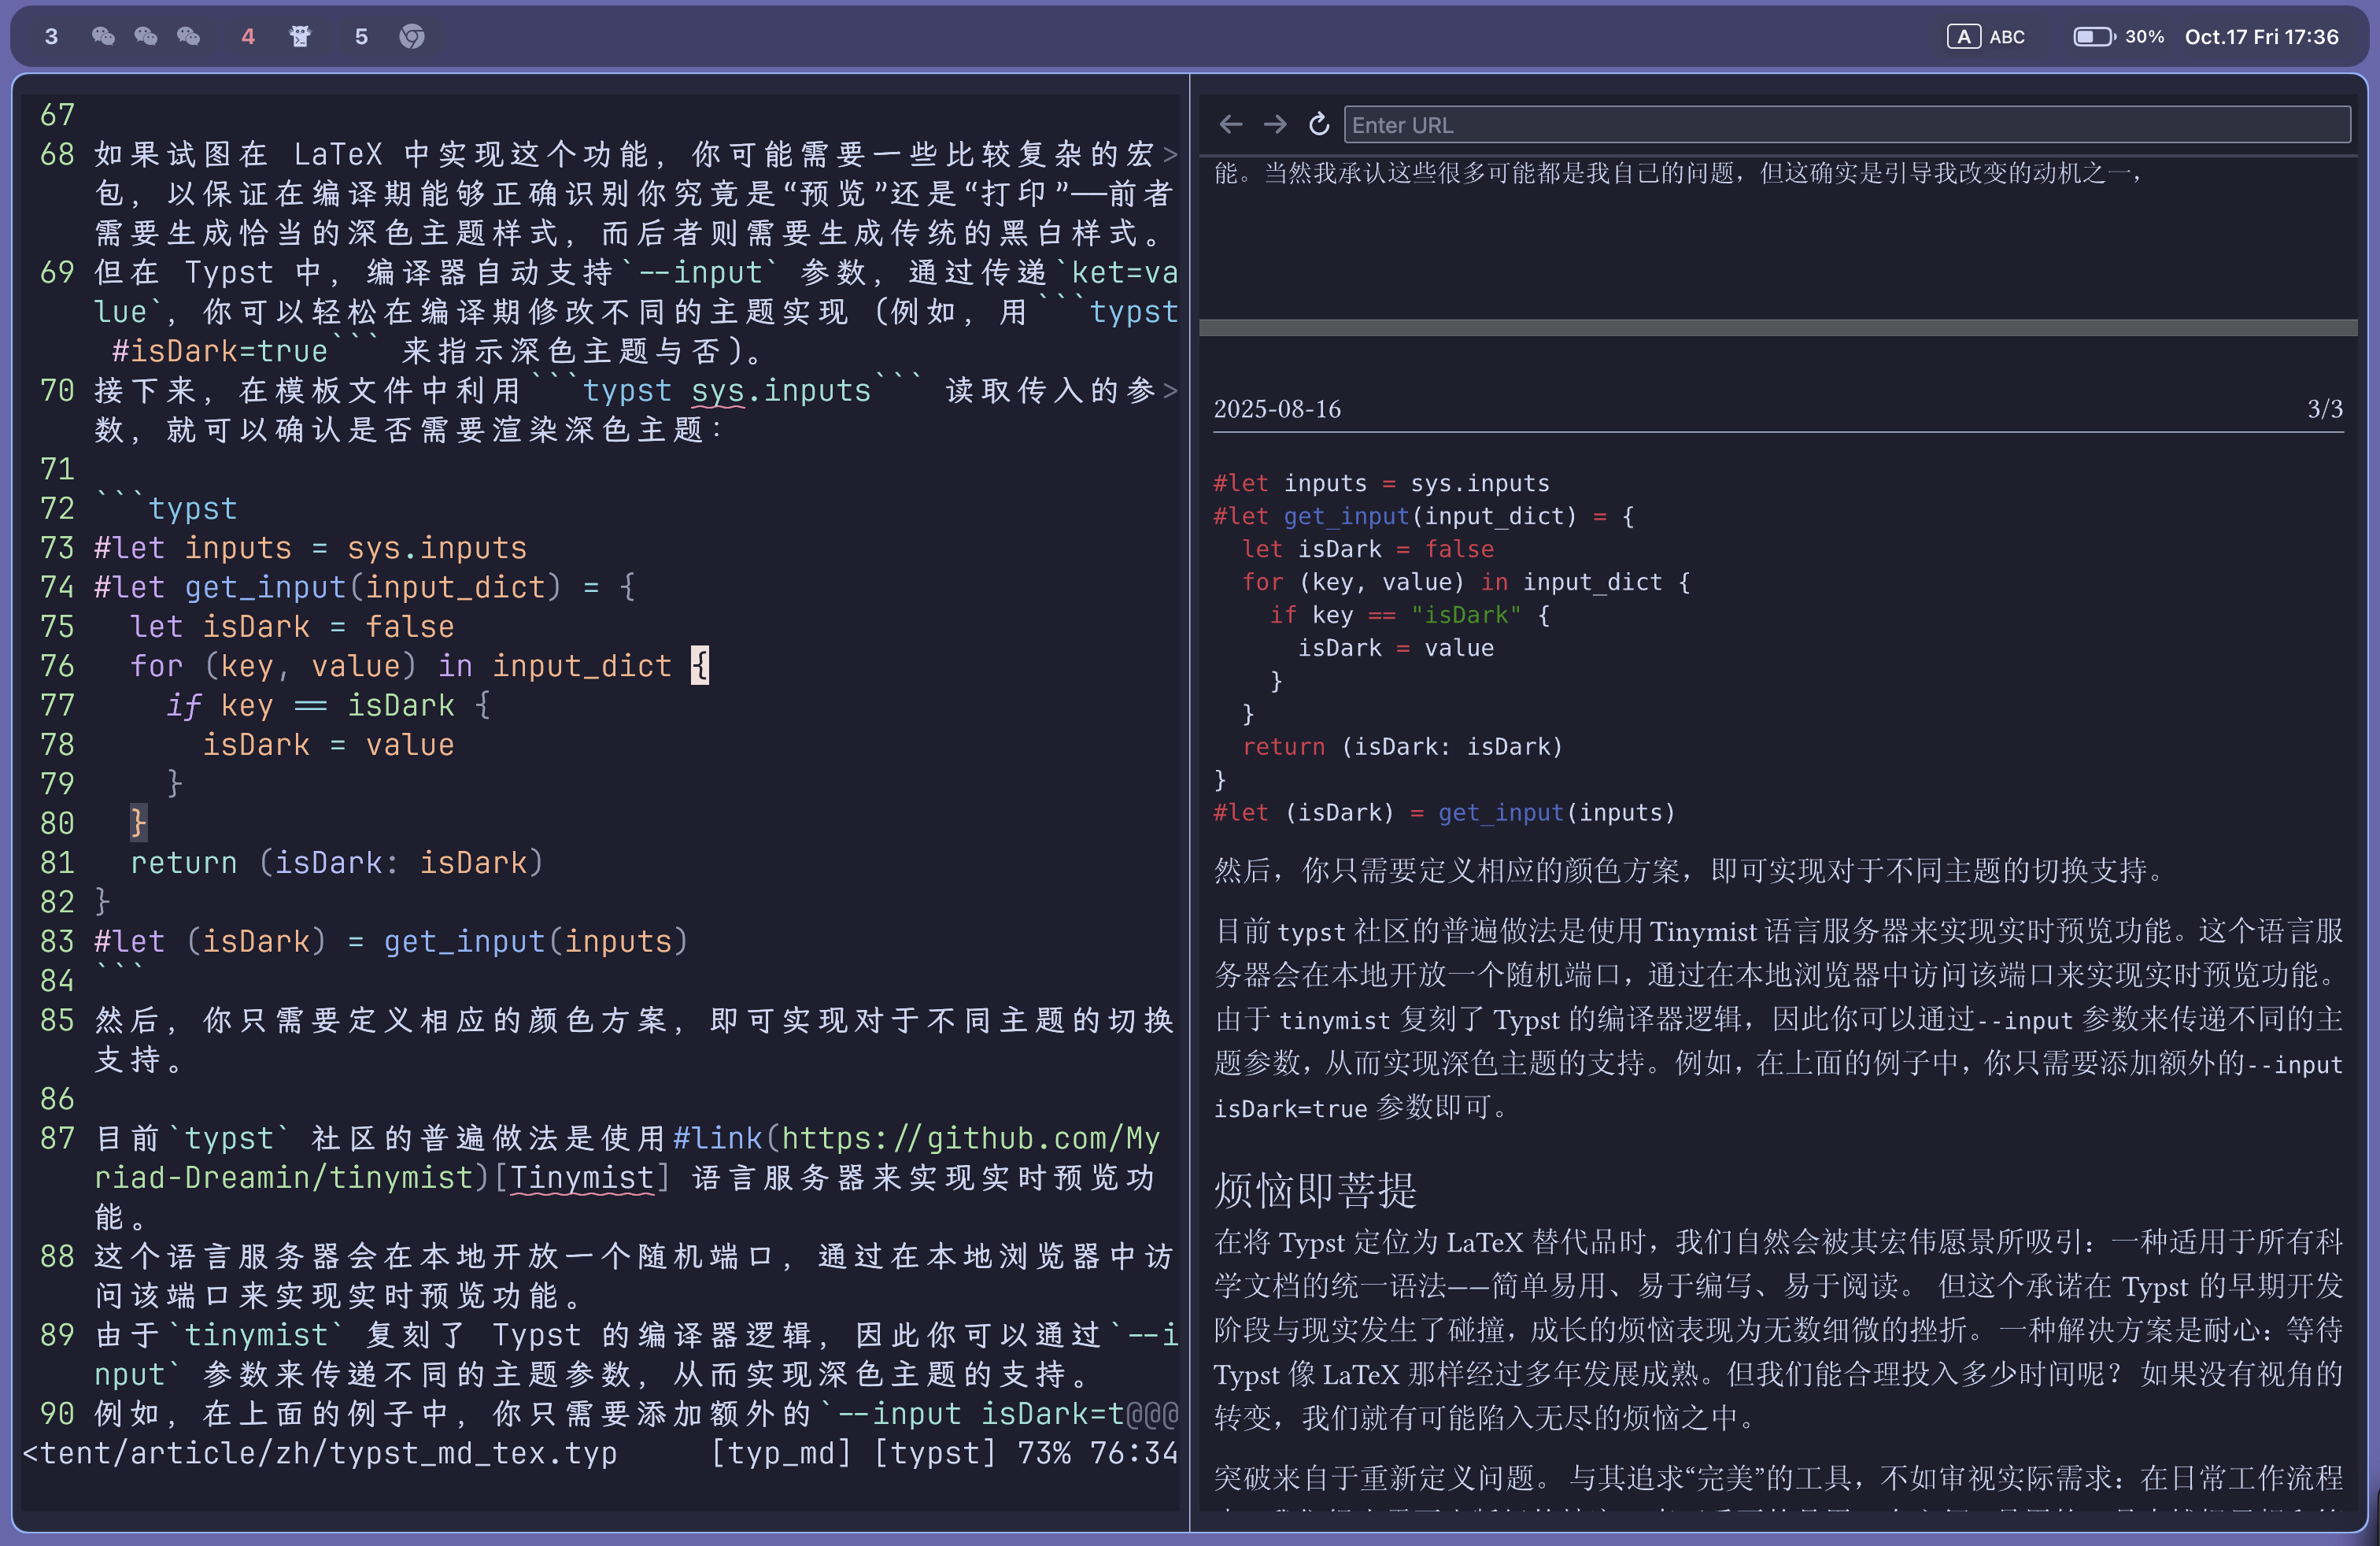 3 4 5 A ABC 30% Oct.17 Fri 17:36
67
68 如果试图在 LaTeX 中实现这个功能，你可能需要一些比较复杂的宏>
包，以保证在编译期能够正确识别你究竟是“预览”还是“打印”——前者
需要生成恰当的深色主题样式，而后者则需要生成传统的黑白样式。
69 但在 Typst 中，编译器自动支持`--input` 参数，通过传递`ket=va
lue`，你可以轻松在编译期修改不同的主题实现（例如，用```typst
#isDark=true``` 来指示深色主题与否）。
70 接下来，在模板文件中利用```typst sys.inputs``` 读取传入的参>
数，就可以确认是否需要渲染深色主题：
71
72 ```typst
73 #let inputs = sys.inputs
74 #let get_input(input_dict) = {
75   let isDark = false
76   for (key, value) in input_dict {
77     if key == isDark {
78       isDark = value
79     }
80   }
81   return (isDark: isDark)
82 }
83 #let (isDark) = get_input(inputs)
84 ```
85 然后，你只需要定义相应的颜色方案，即可实现对于不同主题的切换
支持。
86
87 目前`typst` 社区的普遍做法是使用#link(https://github.com/My
riad-Dreamin/tinymist)[Tinymist] 语言服务器来实现实时预览功
能。
88 这个语言服务器会在本地开放一个随机端口，通过在本地浏览器中访
问该端口来实现实时预览功能。
89 由于`tinymist` 复刻了 Typst 的编译器逻辑，因此你可以通过`--i
nput` 参数来传递不同的主题参数，从而实现深色主题的支持。
90 例如，在上面的例子中，你只需要添加额外的`--input isDark=t@@@
<tent/article/zh/typst_md_tex.typ [typ_md] [typst] 73% 76:34
Enter URL
能。当然我承认这些很多可能都是我自己的问题，但这确实是引导我改变的动机之一，
2025-08-16 3/3
#let inputs = sys.inputs
#let get_input(input_dict) = {
  let isDark = false
  for (key, value) in input_dict {
    if key == "isDark" {
      isDark = value
    }
  }
  return (isDark: isDark)
}
#let (isDark) = get_input(inputs)
然后，你只需要定义相应的颜色方案，即可实现对于不同主题的切换支持。
目前 typst 社区的普遍做法是使用 Tinymist 语言服务器来实现实时预览功能。这个语言服
务器会在本地开放一个随机端口，通过在本地浏览器中访问该端口来实现实时预览功能。
由于 tinymist 复刻了 Typst 的编译器逻辑，因此你可以通过--input 参数来传递不同的主
题参数，从而实现深色主题的支持。例如，在上面的例子中，你只需要添加额外的--input
isDark=true 参数即可。
烦恼即菩提
在将 Typst 定位为 LaTeX 替代品时，我们自然会被其宏伟愿景所吸引：一种适用于所有科
学文档的统一语法——简单易用、易于编写、易于阅读。 但这个承诺在 Typst 的早期开发
阶段与现实发生了碰撞，成长的烦恼表现为无数细微的挫折。一种解决方案是耐心：等待
Typst 像 LaTeX 那样经过多年发展成熟。但我们能合理投入多少时间呢？ 如果没有视角的
转变，我们就有可能陷入无尽的烦恼之中。
突破来自于重新定义问题。 与其追求“完美”的工具，不如审视实际需求：在日常工作流程